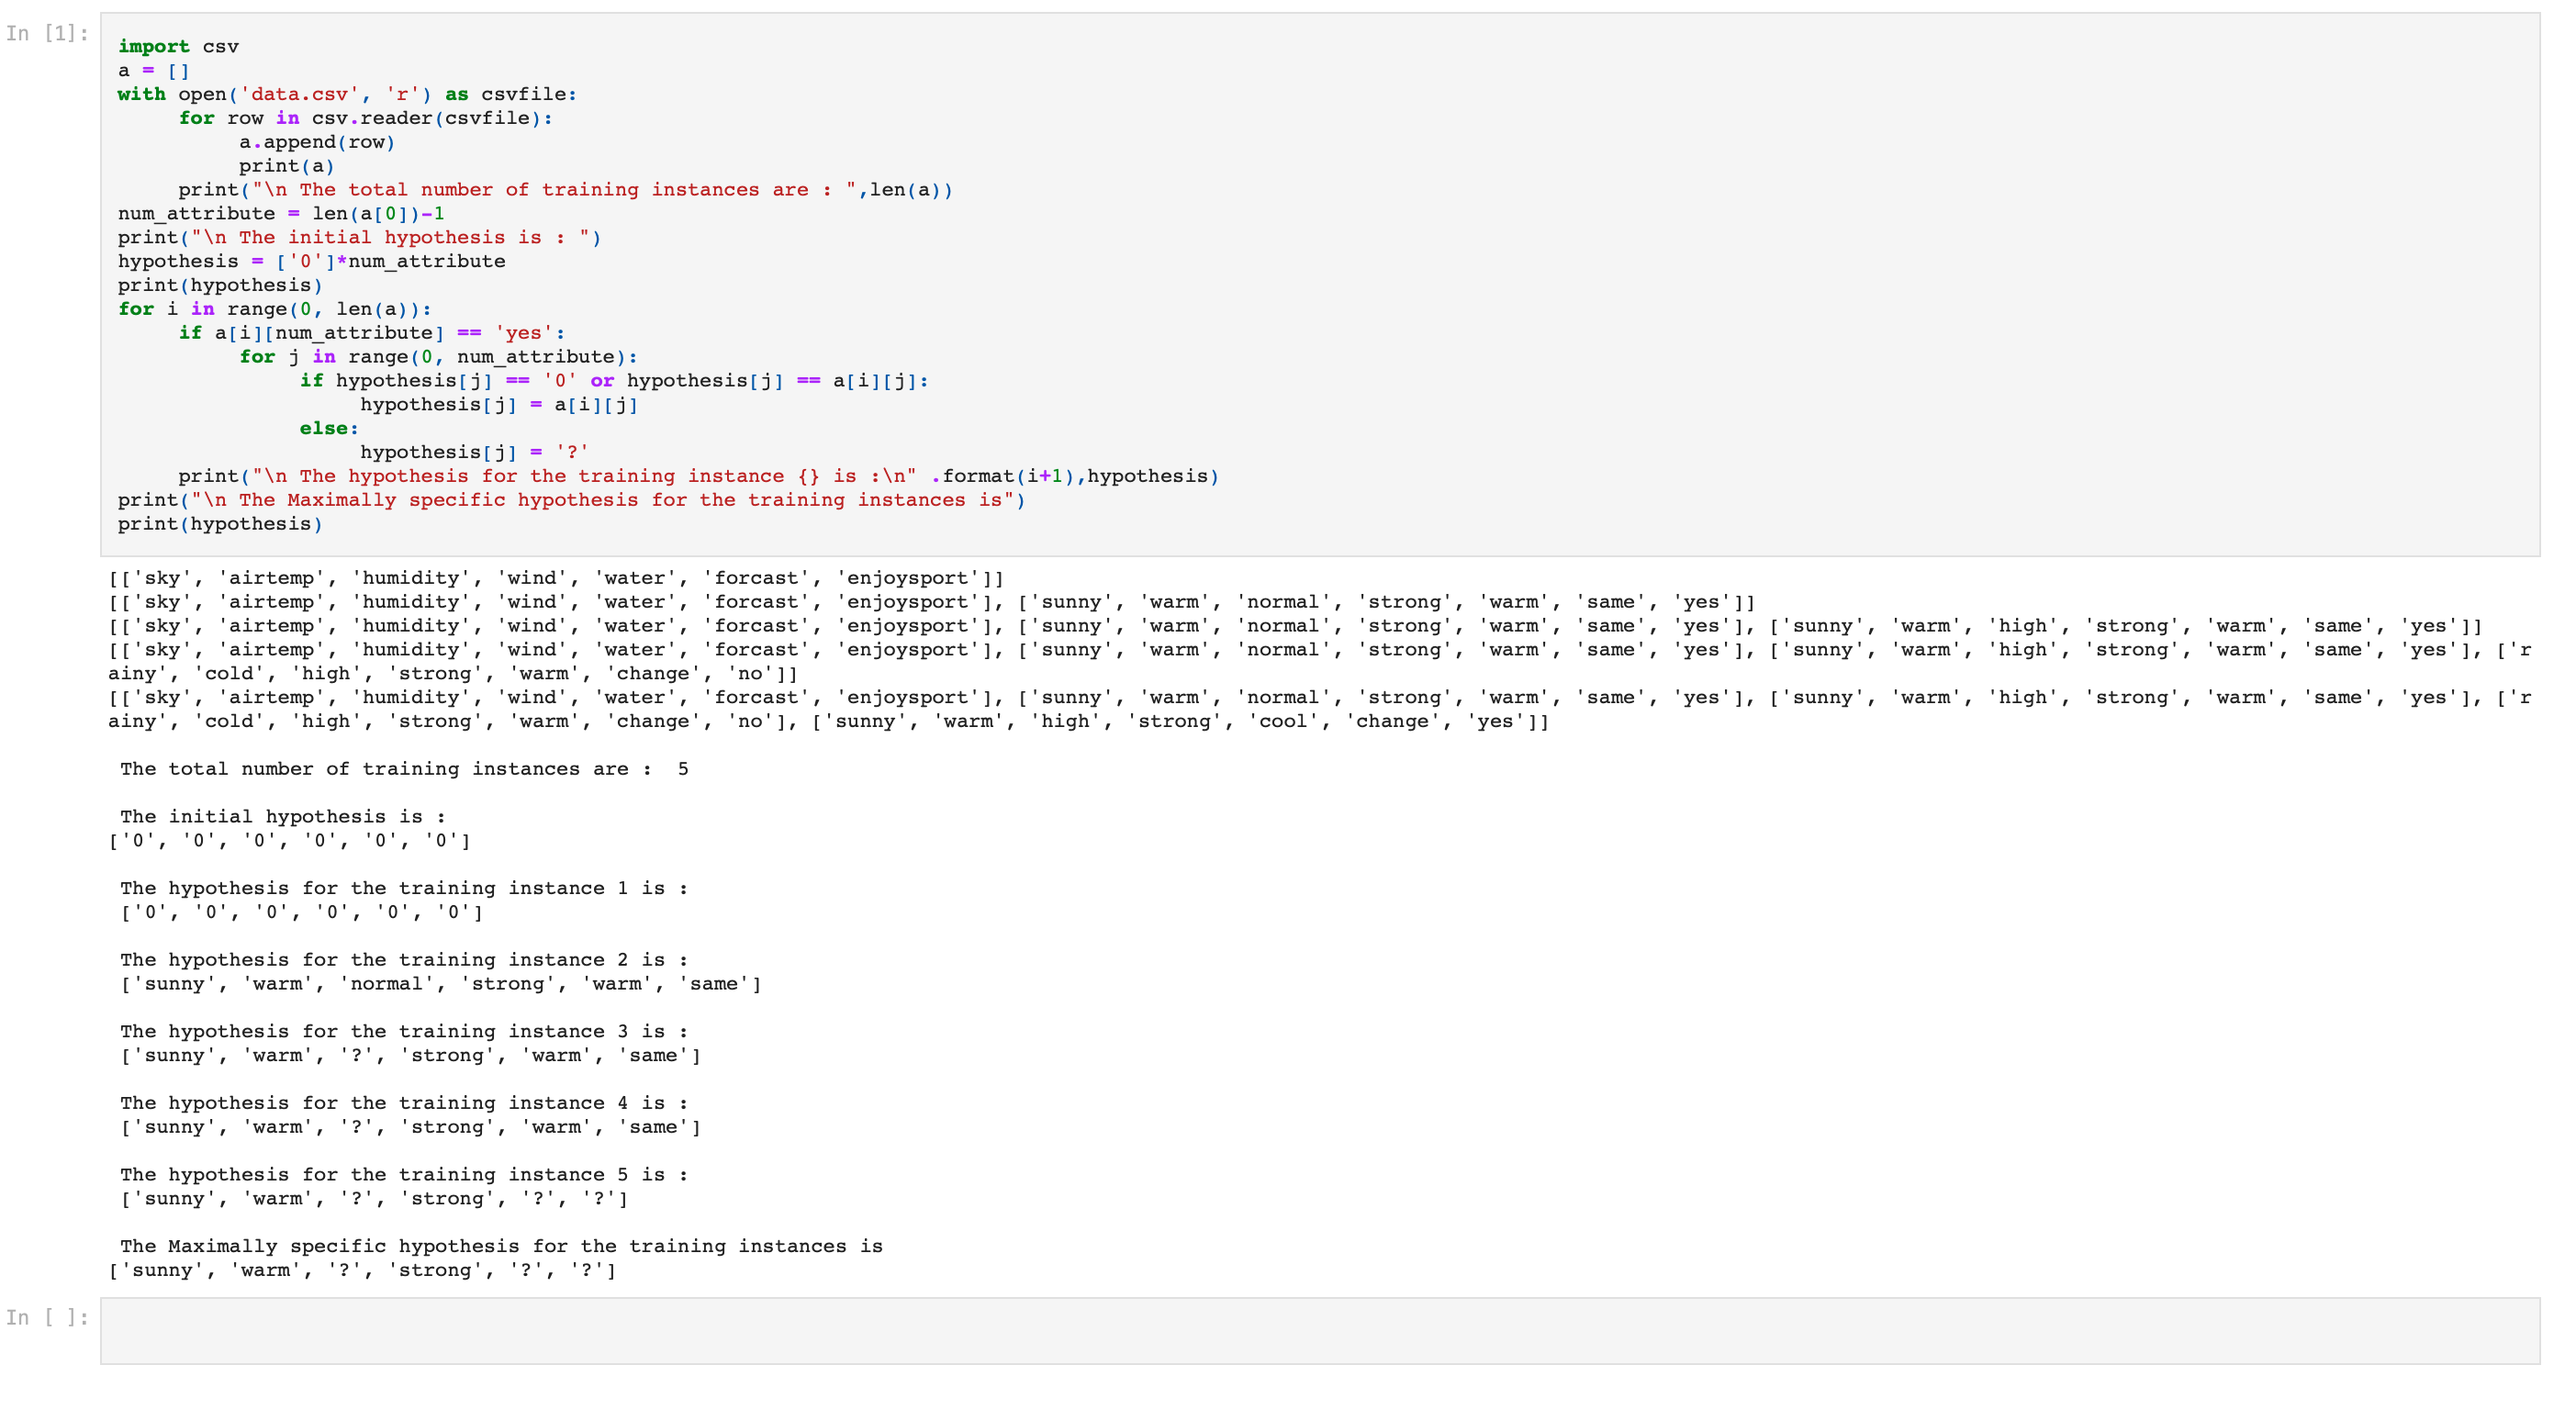 In [1]:
import csv
a = []
with open('data.csv', 'r') as csvfile:
     for row in csv.reader(csvfile):
          a.append(row)
          print(a)
     print("\n The total number of training instances are : ",len(a))
num_attribute = len(a[0])-1
print("\n The initial hypothesis is : ")
hypothesis = ['0']*num_attribute
print(hypothesis)
for i in range(0, len(a)):
     if a[i][num_attribute] == 'yes':
          for j in range(0, num_attribute):
               if hypothesis[j] == '0' or hypothesis[j] == a[i][j]:
                    hypothesis[j] = a[i][j]
               else:
                    hypothesis[j] = '?'
     print("\n The hypothesis for the training instance {} is :\n" .format(i+1),hypothesis)
print("\n The Maximally specific hypothesis for the training instances is")
print(hypothesis)
[['sky', 'airtemp', 'humidity', 'wind', 'water', 'forcast', 'enjoysport']]
[['sky', 'airtemp', 'humidity', 'wind', 'water', 'forcast', 'enjoysport'], ['sunny', 'warm', 'normal', 'strong', 'warm', 'same', 'yes']]
[['sky', 'airtemp', 'humidity', 'wind', 'water', 'forcast', 'enjoysport'], ['sunny', 'warm', 'normal', 'strong', 'warm', 'same', 'yes'], ['sunny', 'warm', 'high', 'strong', 'warm', 'same', 'yes']]
[['sky', 'airtemp', 'humidity', 'wind', 'water', 'forcast', 'enjoysport'], ['sunny', 'warm', 'normal', 'strong', 'warm', 'same', 'yes'], ['sunny', 'warm', 'high', 'strong', 'warm', 'same', 'yes'], ['r
ainy', 'cold', 'high', 'strong', 'warm', 'change', 'no']]
[['sky', 'airtemp', 'humidity', 'wind', 'water', 'forcast', 'enjoysport'], ['sunny', 'warm', 'normal', 'strong', 'warm', 'same', 'yes'], ['sunny', 'warm', 'high', 'strong', 'warm', 'same', 'yes'], ['r
ainy', 'cold', 'high', 'strong', 'warm', 'change', 'no'], ['sunny', 'warm', 'high', 'strong', 'cool', 'change', 'yes']]
 The total number of training instances are :  5
 The initial hypothesis is :
['0', '0', '0', '0', '0', '0']
 The hypothesis for the training instance 1 is :
 ['0', '0', '0', '0', '0', '0']
 The hypothesis for the training instance 2 is :
 ['sunny', 'warm', 'normal', 'strong', 'warm', 'same']
 The hypothesis for the training instance 3 is :
 ['sunny', 'warm', '?', 'strong', 'warm', 'same']
 The hypothesis for the training instance 4 is :
 ['sunny', 'warm', '?', 'strong', 'warm', 'same']
 The hypothesis for the training instance 5 is :
 ['sunny', 'warm', '?', 'strong', '?', '?']
 The Maximally specific hypothesis for the training instances is
['sunny', 'warm', '?', 'strong', '?', '?']
In [ ]: